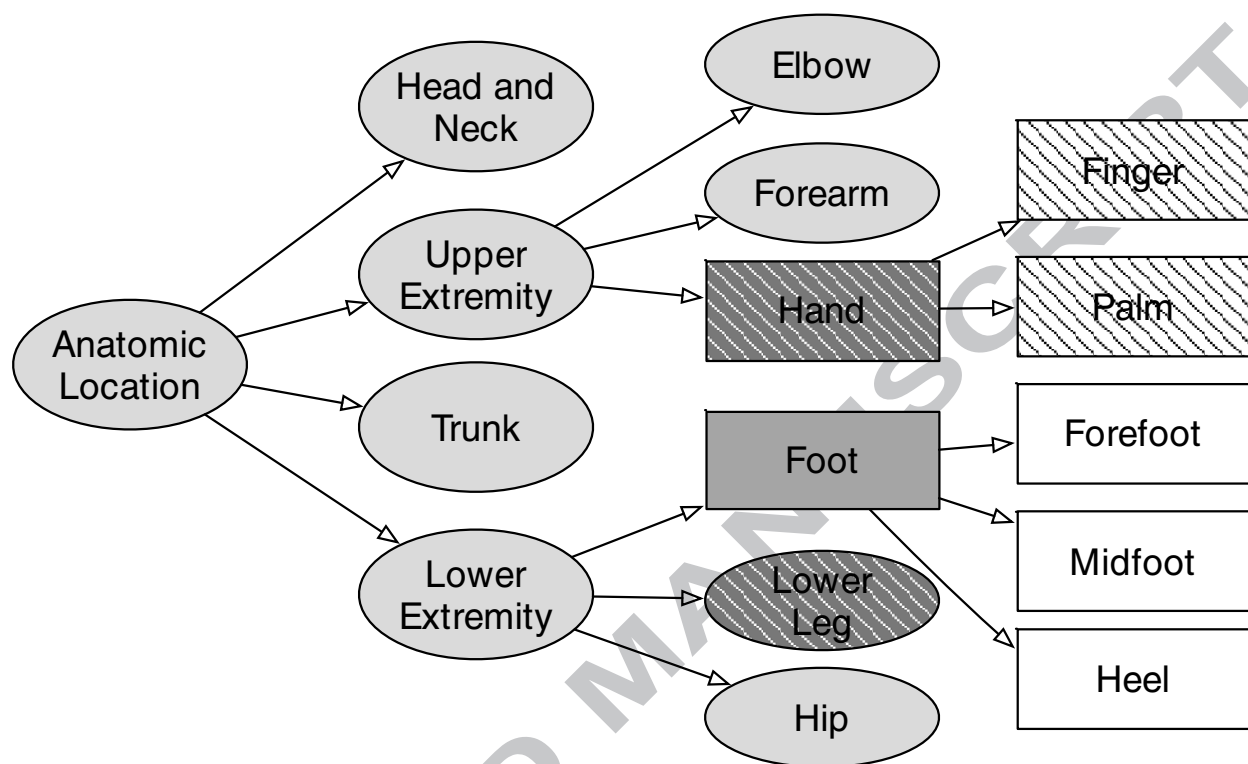 Anatomic
Location
Head and
Neck
Upper
Extremity
Trunk
Lower
Extremity
Elbow
Forearm
Hand
Foot
Lower
Leg
Hip
Finger
Palm
Forefoot
Midfoot
Heel
D MANUSCRIPT